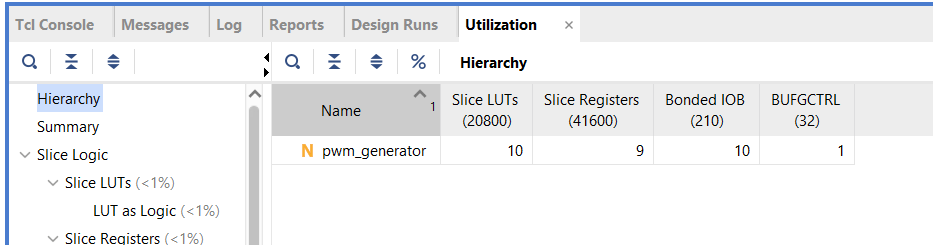 Tcl Console Messages Log Reports Design Runs Utilization ×
% Hierarchy
Hierarchy
Summary
Slice Logic
Slice LUTs (<1%)
LUT as Logic (<1%)
Slice Registers (<1%)
Name 1 Slice LUTs (20800) Slice Registers (41600) Bonded IOB (210) BUFGCTRL (32)
N pwm_generator 10 9 10 1